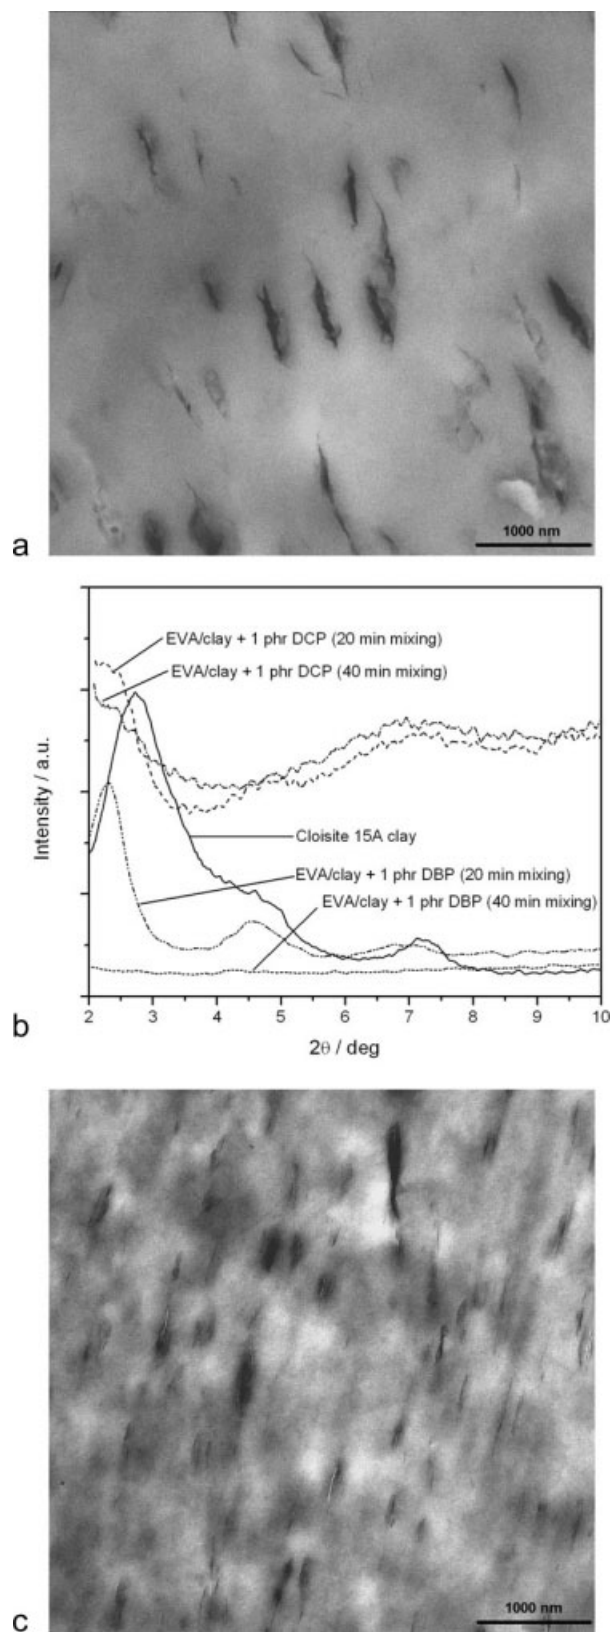 1000 nm
a
EVA/clay + 1 phr DCP (20 min mixing)
EVA/clay + 1 phr DCP (40 min mixing)
Intensity / a.u.
Cloisite 15A clay
EVA/clay + 1 phr DBP (20 min mixing)
EVA/clay + 1 phr DBP (40 min mixing)
2 3 4 5 6 7 8 9 10
b
2θ / deg
1000 nm
c